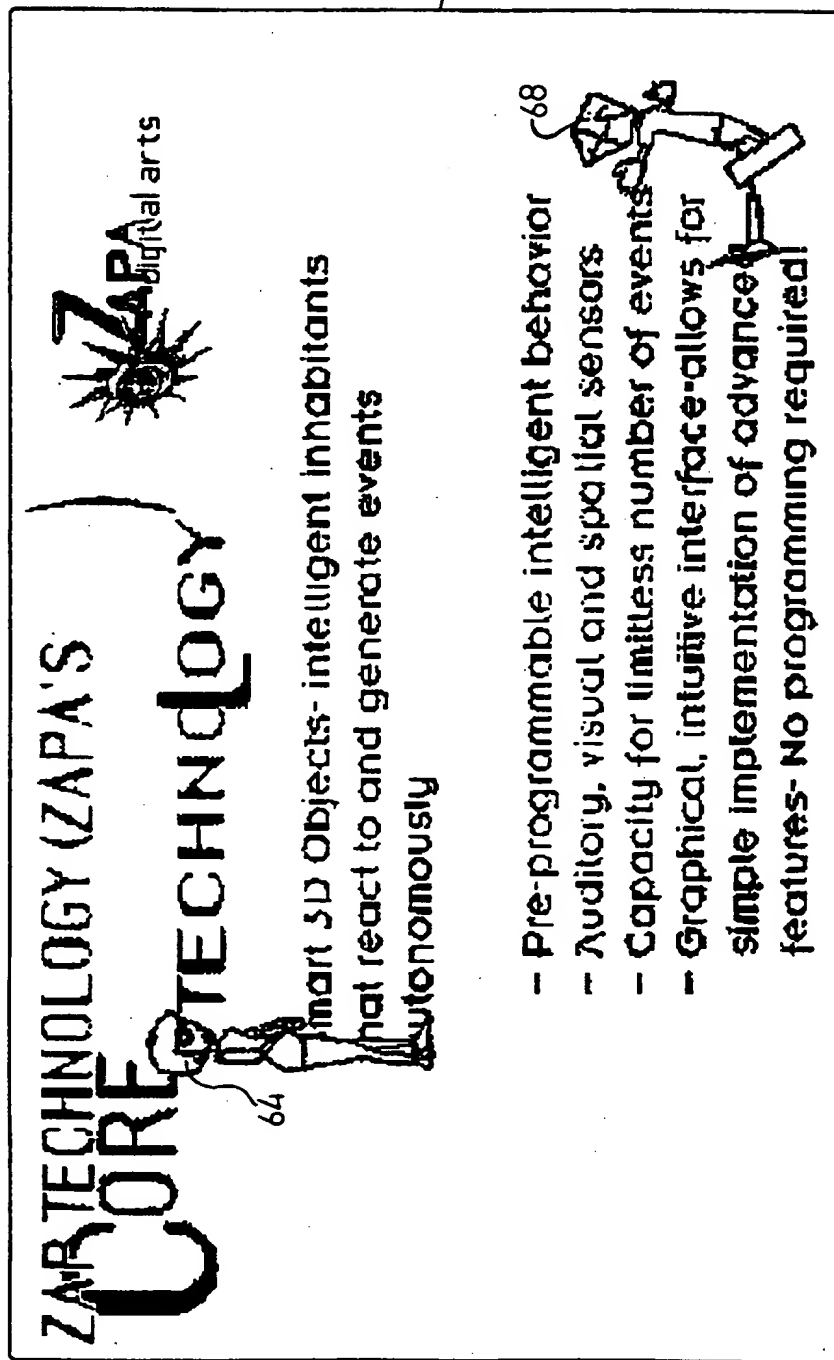 ZAP TECHNOLOGY (ZAPA'S
CORE TECHNOLOGY)
ZAPA
digital arts
64
mart 3D Objects- intelligent inhabitants
hat react to and generate events
utonomously
68
– Pre-programmable intelligent behavior
– Auditory, visual and spatial sensors
– Capacity for limitless number of events
– Graphical, intuitive interface-allows for
simple implementation of advance
features- No programming required!